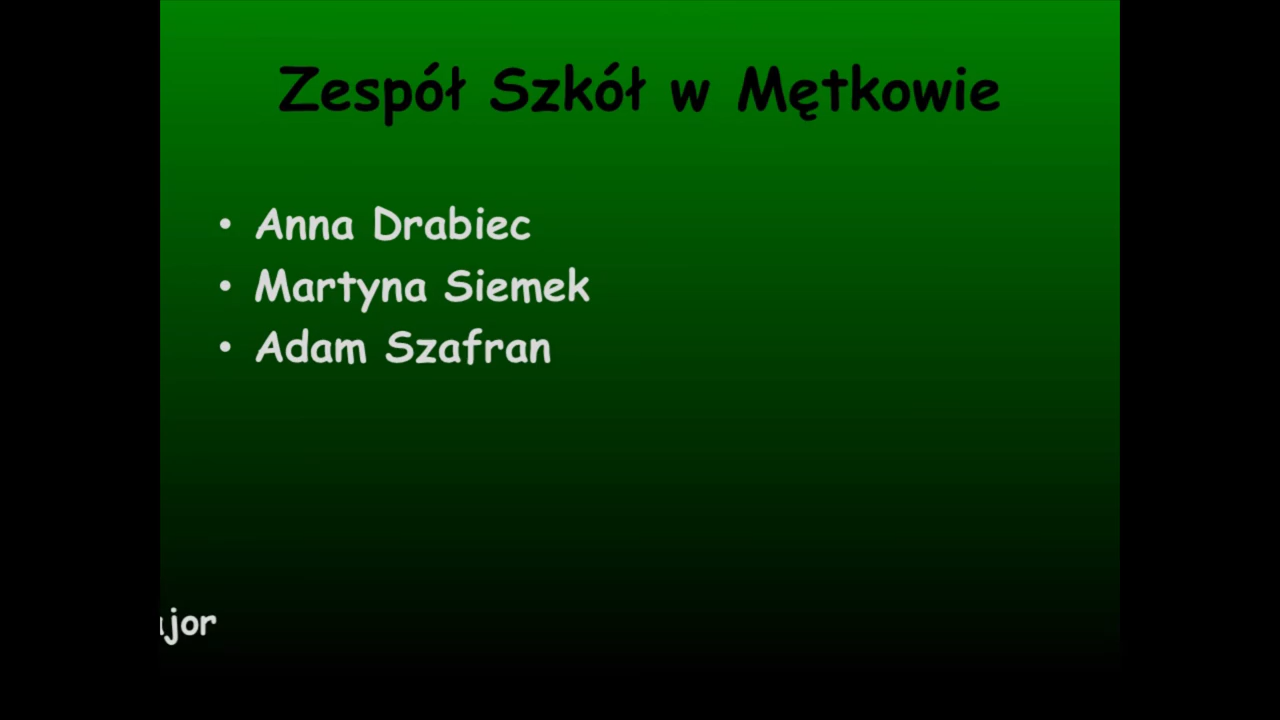 Zespół Szkół w Mętkowie
• Anna Drabiec
• Martyna Siemek
• Adam Szafran